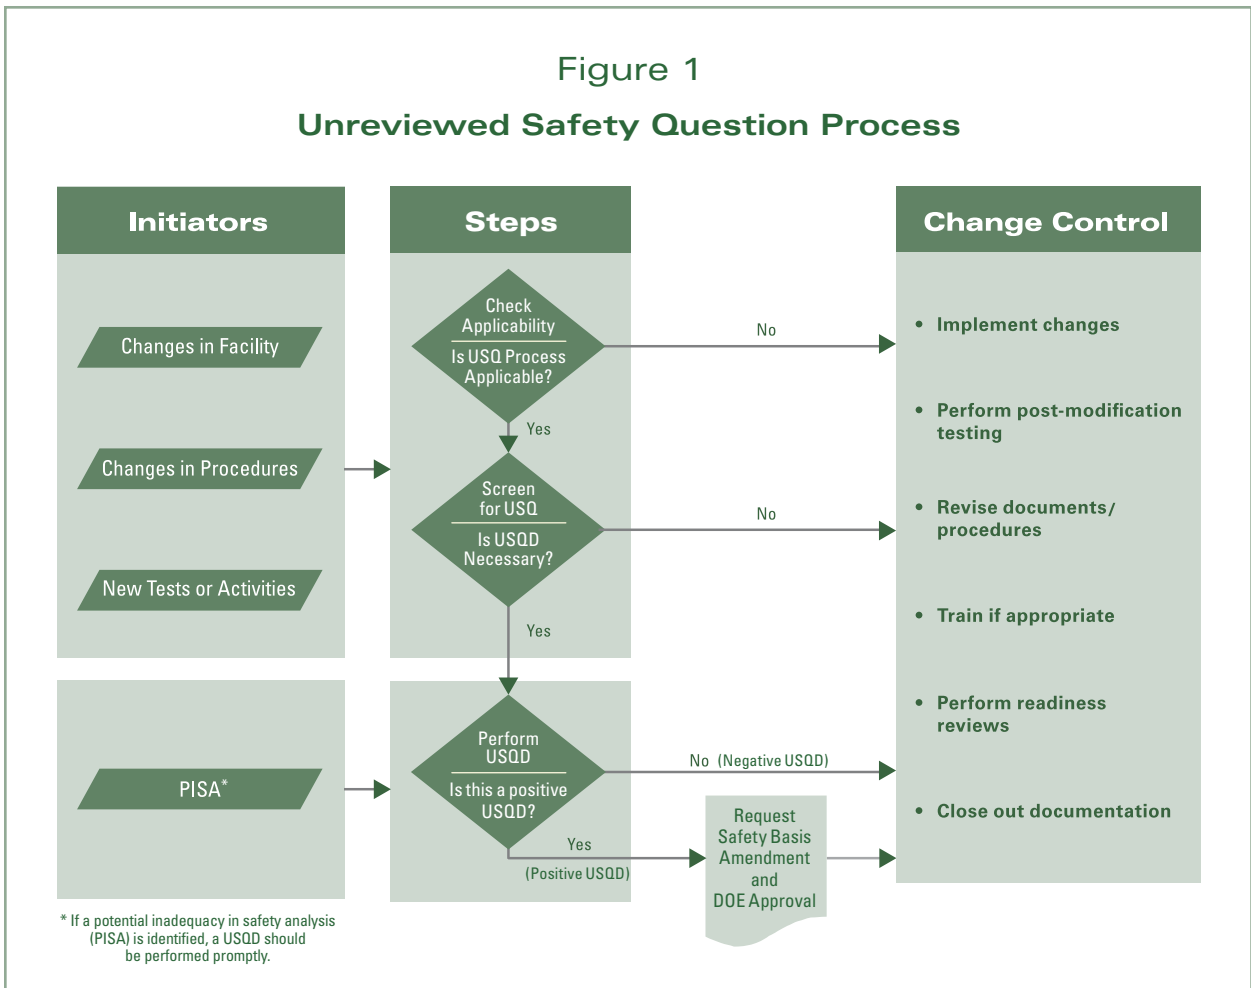 Figure 1
Unreviewed Safety Question Process
Initiators
Changes in Facility
Changes in Procedures
New Tests or Activities
PISA*
* If a potential inadequacy in safety analysis
(PISA) is identified, a USQD should
be performed promptly.
Steps
Check
Applicability
Is USQ Process
Applicable?
No
Yes
Screen
for USQ
Is USQD
Necessary?
No
Yes
Perform
USQD
Is this a positive
USQD?
No (Negative USQD)
Yes
(Positive USQD)
Request
Safety Basis
Amendment
and
DOE Approval
Change Control
• Implement changes
• Perform post-modification
testing
• Revise documents/
procedures
• Train if appropriate
• Perform readiness
reviews
• Close out documentation